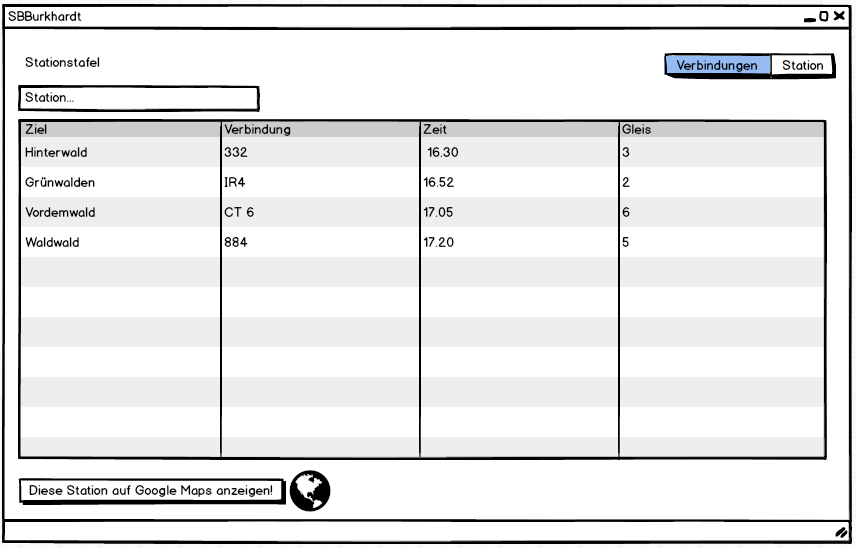 SBBurkhardt
Stationstafel
Verbindungen Station
Station...
Ziel Verbindung Zeit Gleis
Hinterwald 332 16.30 3
Grünwalden IR4 16.52 2
Vordemwald CT 6 17.05 6
Waldwald 884 17.20 5
Diese Station auf Google Maps anzeigen!